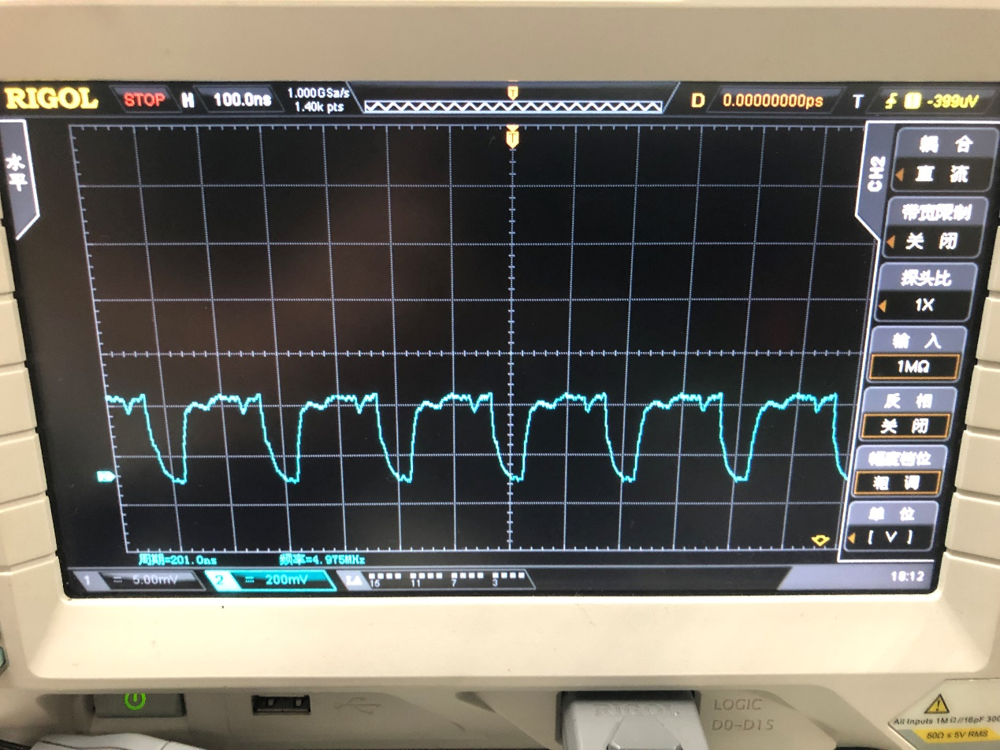 RIGOL STOP H 100.0ns 1.000GSa/s 1.40k pts T D 0.00000000ps T 1 -399uV
水平
T
CH2
耦合
直流
带宽限制
关闭
探头比
1X
输入
1MΩ
反相
关闭
幅度档位
粗调
单位
[ V ]
周期=201.0ns 频率=4.975MHz
1 = 5.00mV 2 = 200mV LA 15 11 7 3 18:12
RIGOL
LOGIC
D0-D15
All Inputs 1MΩ//16pF 300
50Ω ≤ 5V RMS